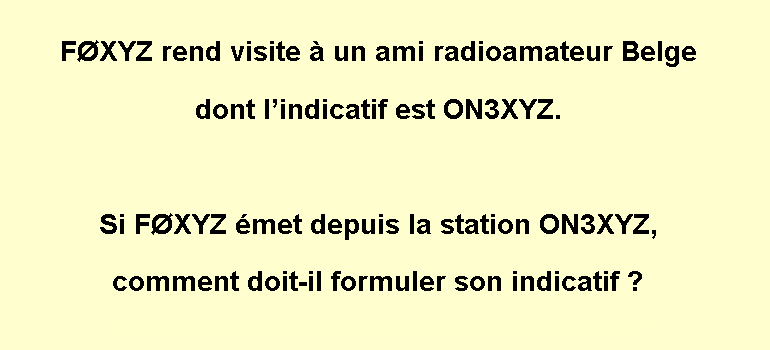 FØXYZ rend visite à un ami radioamateur Belge
dont l’indicatif est ON3XYZ.
Si FØXYZ émet depuis la station ON3XYZ,
comment doit-il formuler son indicatif ?